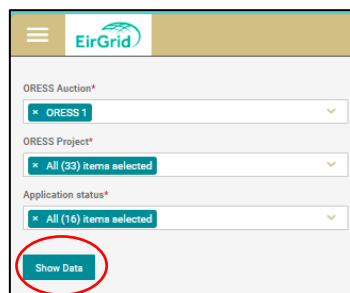 EirGrid
ORESS Auction*
× ORESS 1
ORESS Project*
× All (33) items selected
Application status*
× All (16) items selected
Show Data